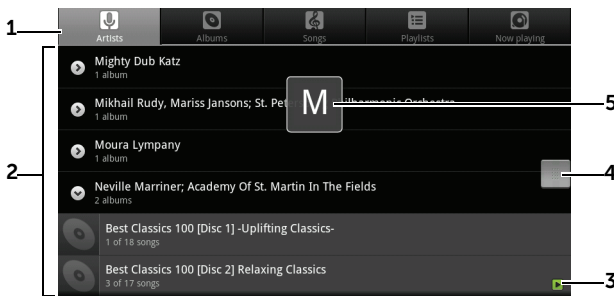 1
Artists
Albums
Songs
Playlists
Now playing
2
Mighty Dub Katz
1 album
5
M
Mikhail Rudy, Mariss Jansons; St. Pet Philharmonic Orchestra
1 album
Moura Lympany
1 album
4
Neville Marriner; Academy Of St. Martin In The Fields
2 albums
Best Classics 100 [Disc 1] -Uplifting Classics-
1 of 18 songs
Best Classics 100 [Disc 2] Relaxing Classics
3 of 17 songs
3